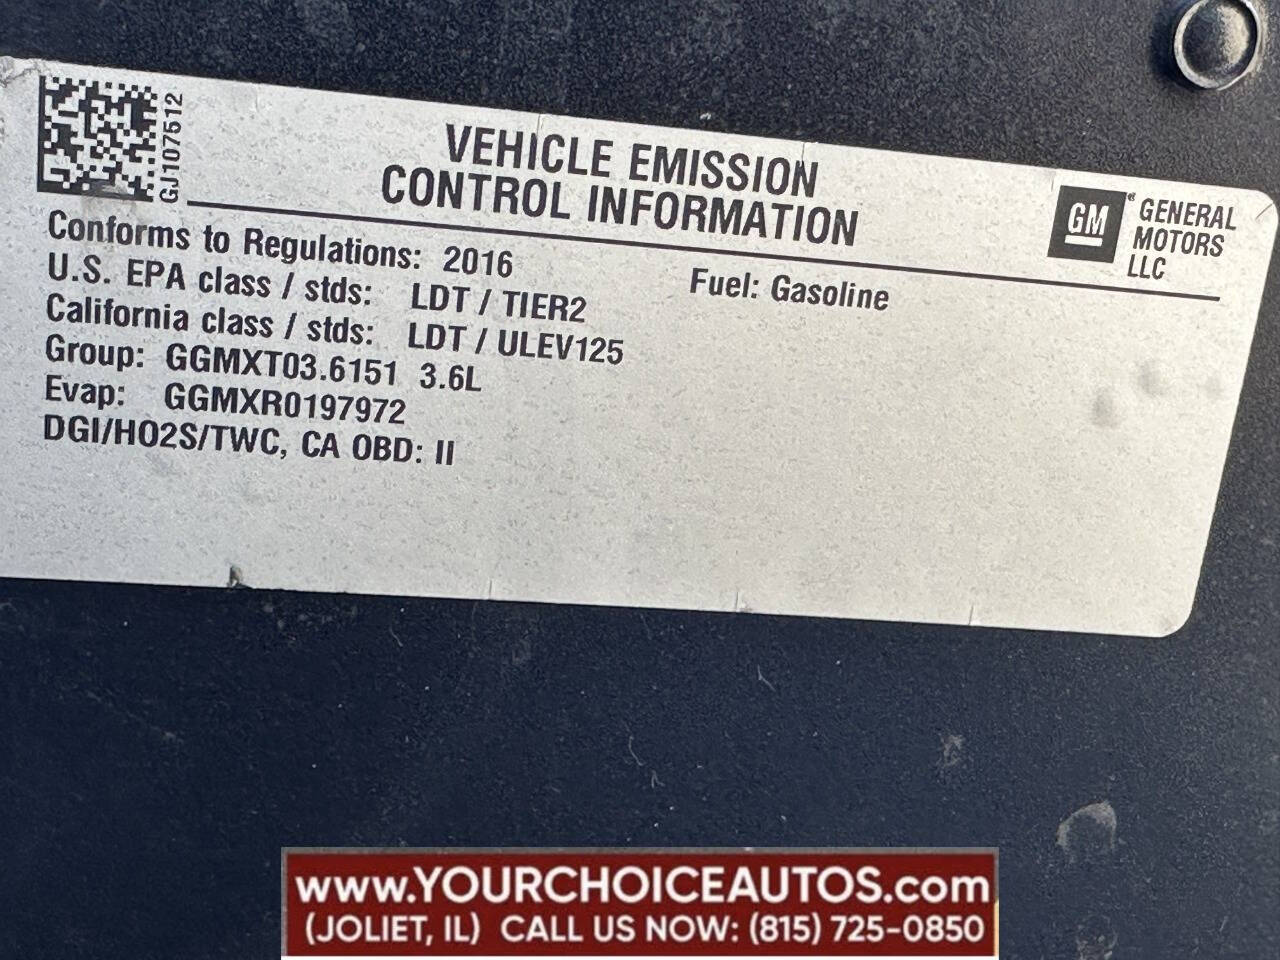 GJ107512
VEHICLE EMISSION
CONTROL INFORMATION
GM
® GENERAL
MOTORS
LLC
Conforms to Regulations: 2016
Fuel: Gasoline
U.S. EPA class / stds: LDT / TIER2
California class / stds: LDT / ULEV125
Group: GGMXT03.6151 3.6L
Evap: GGMXR0197972
DGI/HO2S/TWC, CA OBD: II
www.YOURCHOICEAUTOS.com
(JOLIET, IL) CALL US NOW: (815) 725-0850